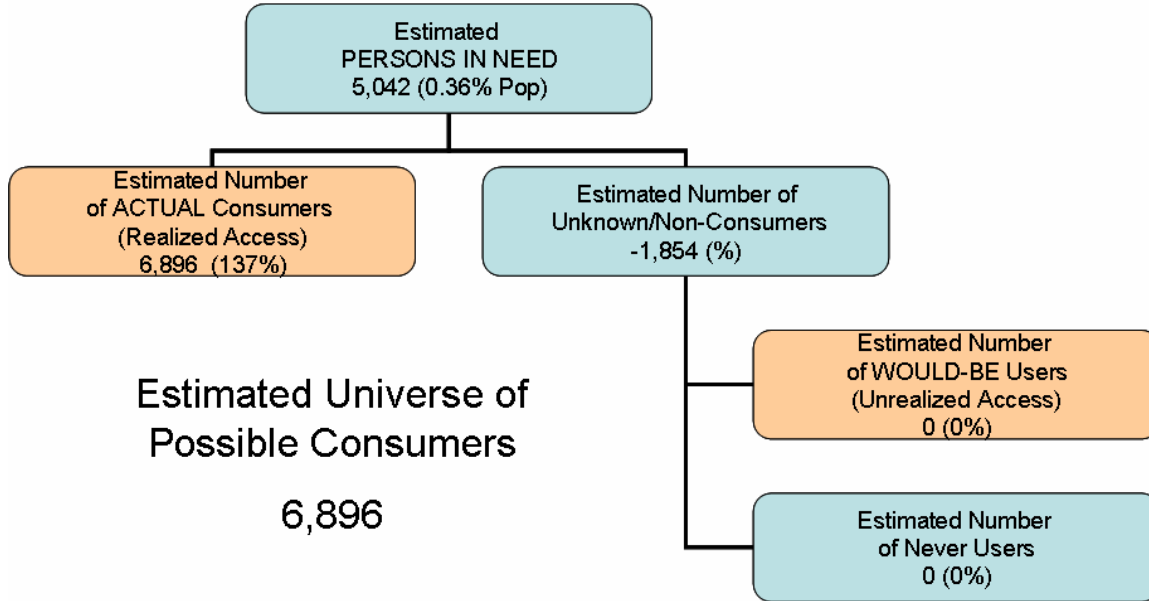 Estimated
PERSONS IN NEED
5,042 (0.36% Pop)
Estimated Number
of ACTUAL Consumers
(Realized Access)
6,896 (137%)
Estimated Number of
Unknown/Non-Consumers
-1,854 (%)
Estimated Number
of WOULD-BE Users
(Unrealized Access)
0 (0%)
Estimated Universe of
Possible Consumers
6,896
Estimated Number
of Never Users
0 (0%)